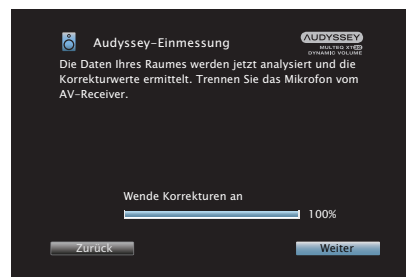 Audyssey-Einmessung
AUDYSSEY
MULTEQ XT32
DYNAMIC VOLUME
Die Daten Ihres Raumes werden jetzt analysiert und die
Korrekturwerte ermittelt. Trennen Sie das Mikrofon vom
AV-Receiver.
Wende Korrekturen an
100%
Zurück
Weiter